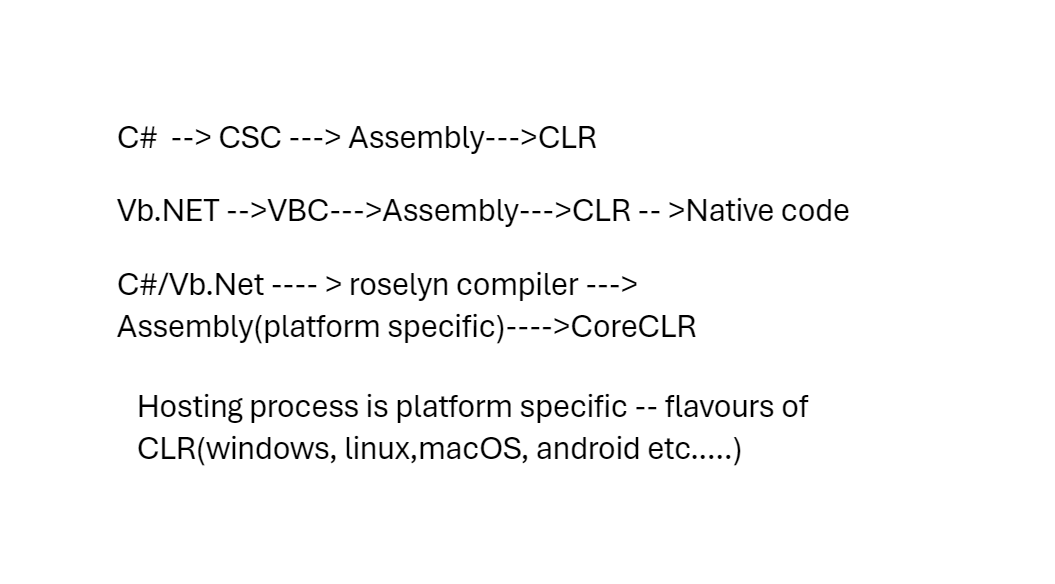 C#  --> CSC ---> Assembly--->CLR
Vb.NET -->VBC--->Assembly--->CLR -- >Native code
C#/Vb.Net ---- > roselyn compiler --->
Assembly(platform specific)---->CoreCLR
Hosting process is platform specific -- flavours of
CLR(windows, linux,macOS, android etc.....)